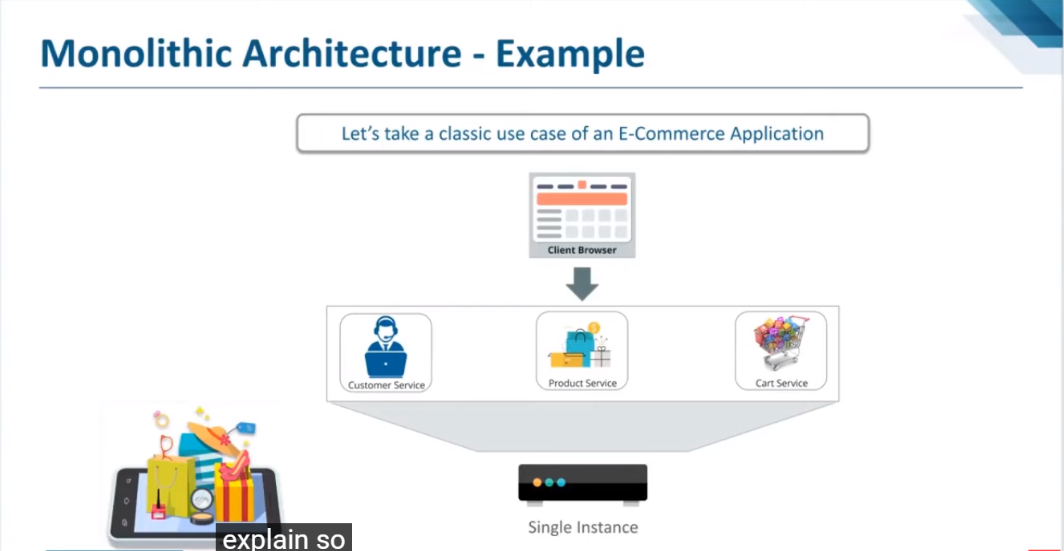 Monolithic Architecture - Example
Let's take a classic use case of an E-Commerce Application
Client Browser
Customer Service
Product Service
Cart Service
Single Instance
explain so